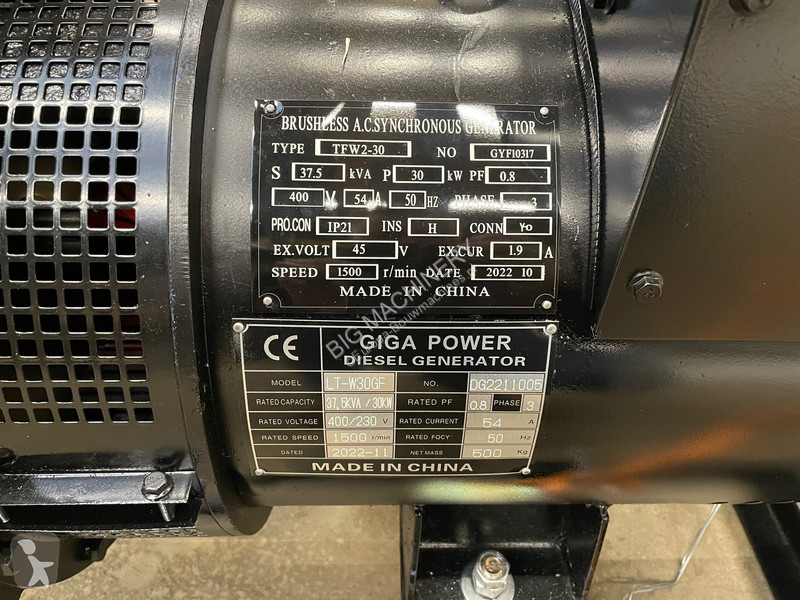 BRUSHLESS A.C.SYNCHRONOUS GENERATOR
TYPE TFW2-30 NO GYF10317
S 37.5 kVA P 30 kW PF 0.8
400 V 54 A 50 HZ PHASE 3
PRO.CON IP21 INS H CONN Yo
EX.VOLT 45 V EX.CUR 1.9 A
SPEED 1500 r/min DATE 2022 10
MADE IN CHINA
BIG MACHINERY
CE GIGA POWER
DIESEL GENERATOR
MODEL LT-W30GF NO. DG2211005
RATED CAPACITY 37,5KVA/30KW RATED PF 0.8 PHASE 3
RATED VOLTAGE 400/230 V RATED CURRENT 54 A
RATED SPEED 1500 r/min RATED FOCY 50 Hz
DATED 2022-11 NET MASS 600 Kg
MADE IN CHINA